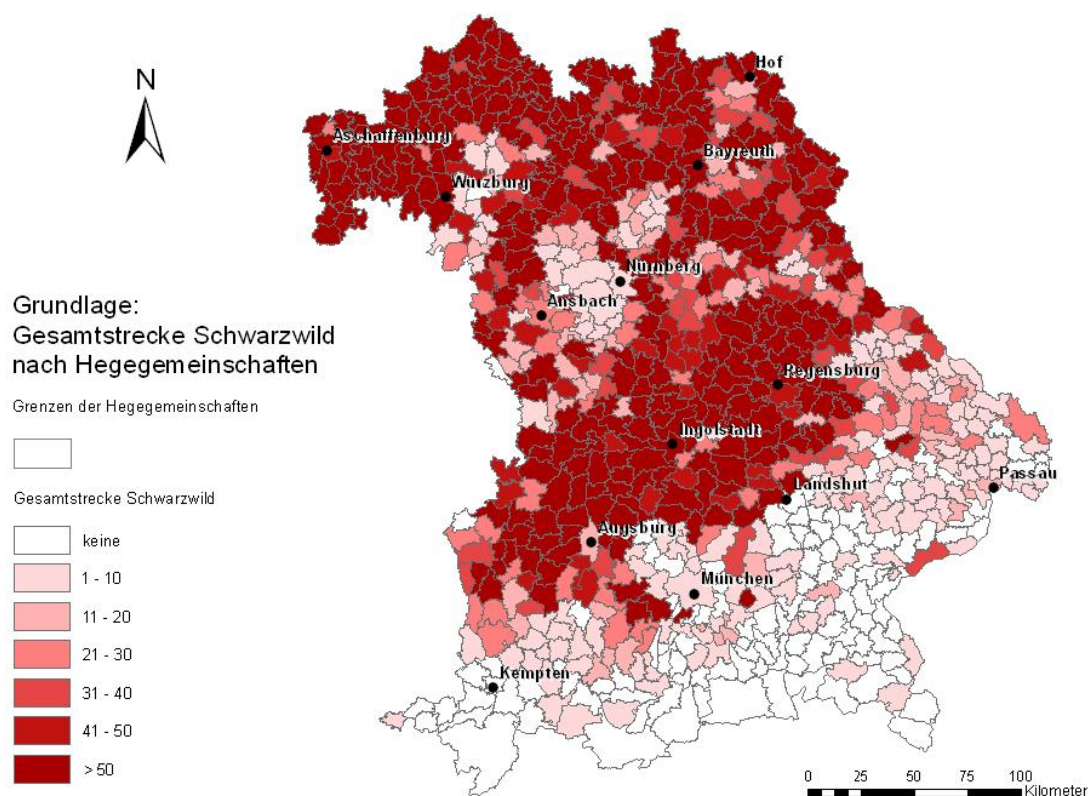 N
Hof
Aschaffenburg
Bayreuth
Würzburg
Nürnberg
Ansbach
Grundlage:
Gesamtstrecke Schwarzwild
nach Hegegemeinschaften
Regensburg
Grenzen der Hegegemeinschaften
Ingolstadt
Passau
Landshut
Gesamtstrecke Schwarzwild
Augsburg
keine
1 - 10
München
11 - 20
21 - 30
Kempten
31 - 40
41 - 50
> 50
0 25 50 75 100
Kilometer